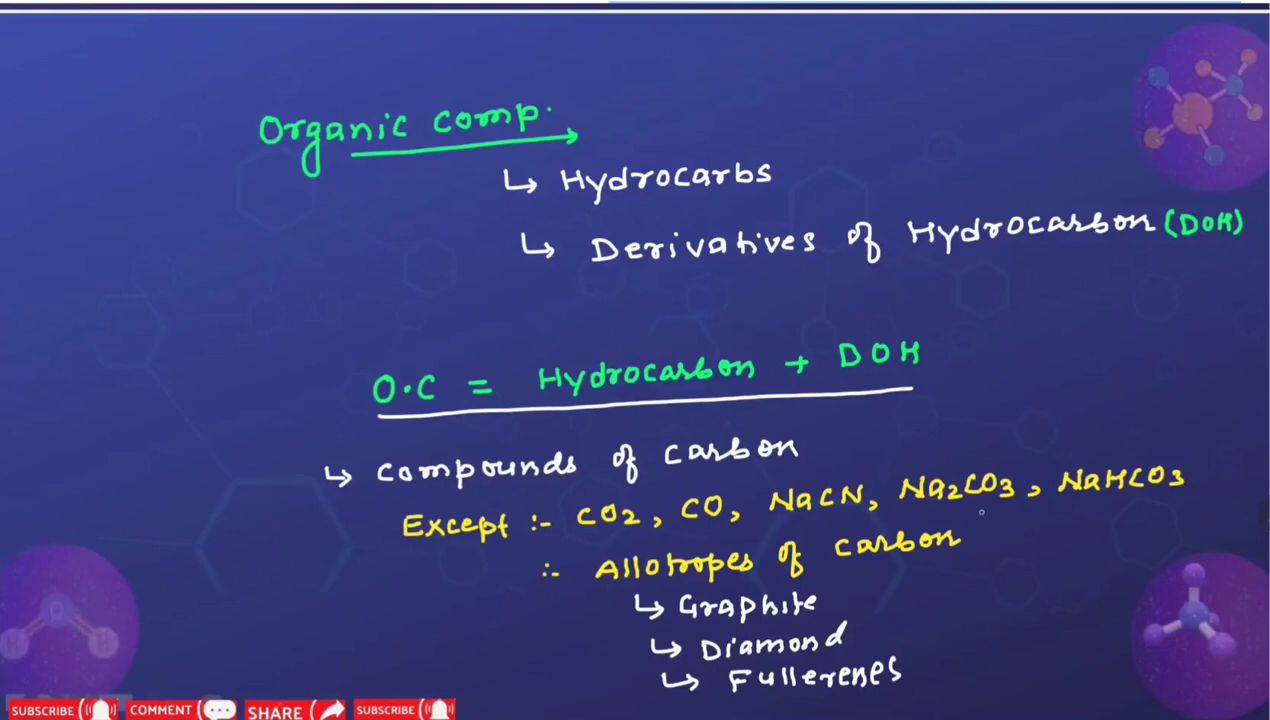 Organic comp.
↳ Hydrocarbs
↳ Derivatives of Hydrocarbon (DOH)
O.C = Hydrocarbon + DOH
↳ compounds of carbon
Except :- CO2, CO, NaCN, Na2CO3, NaHCO3
:- Allotropes of carbon
↳ Graphite
↳ Diamond
↳ Fullerenes
SUBSCRIBE COMMENT SHARE SUBSCRIBE